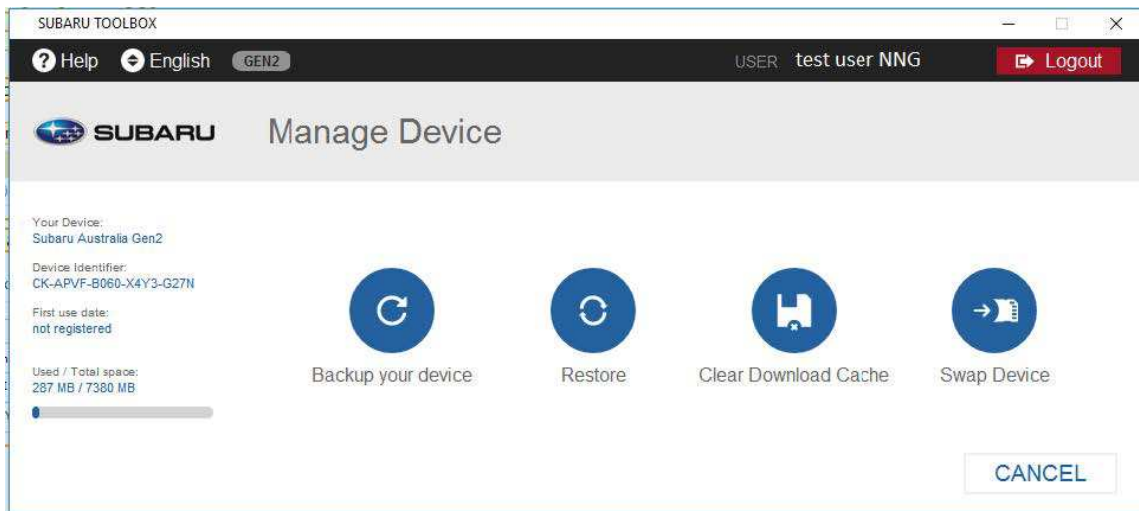 SUBARU TOOLBOX
Help English GEN2 USER test user NNG Logout
SUBARU Manage Device
Your Device:
Subaru Australia Gen2
Device Identifier:
CK-APVF-B060-X4Y3-G27N
First use date:
not registered
Used / Total space:
287 MB / 7380 MB
Backup your device Restore Clear Download Cache Swap Device
CANCEL